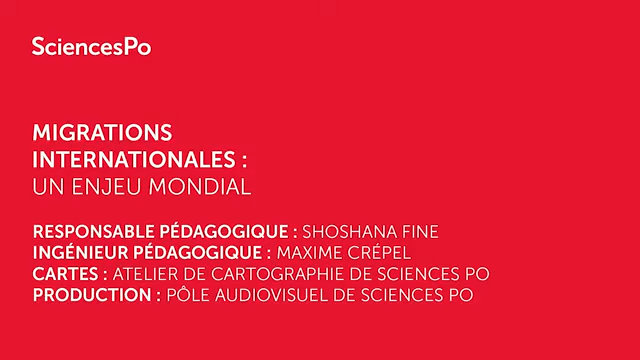 SciencesPo
MIGRATIONS
INTERNATIONALES :
UN ENJEU MONDIAL
RESPONSABLE PÉDAGOGIQUE : SHOSHANA FINE
INGÉNIEUR PÉDAGOGIQUE : MAXIME CRÉPEL
CARTES : ATELIER DE CARTOGRAPHIE DE SCIENCES PO
PRODUCTION : PÔLE AUDIOVISUEL DE SCIENCES PO